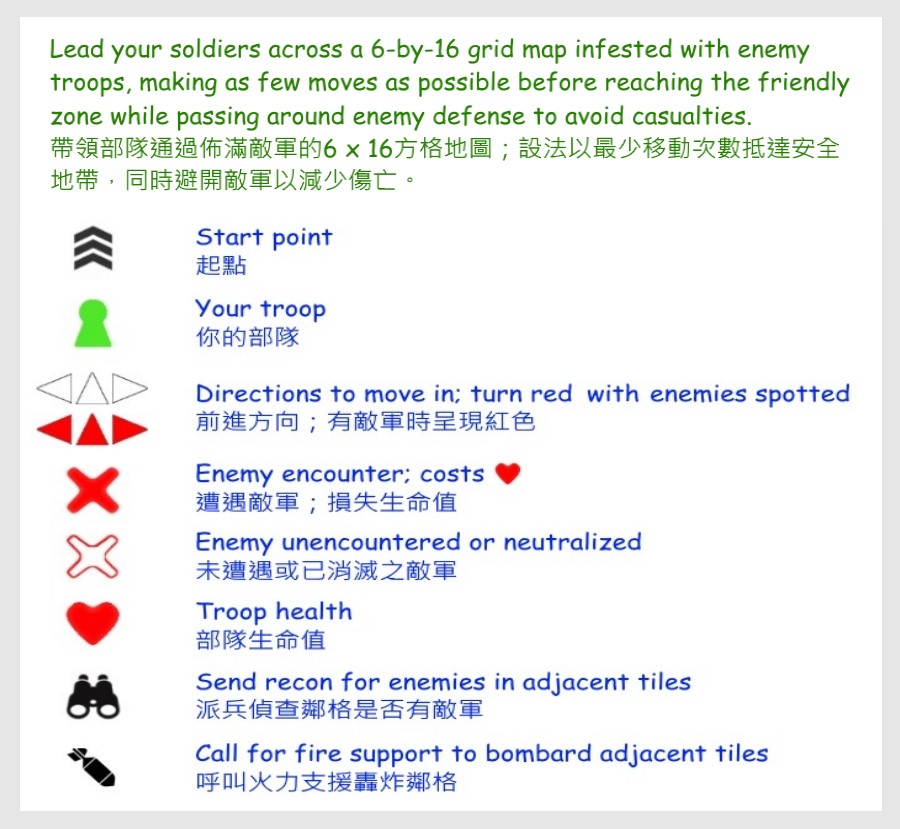 Lead your soldiers across a 6-by-16 grid map infested with enemy
troops, making as few moves as possible before reaching the friendly
zone while passing around enemy defense to avoid casualties.
帶領部隊通過佈滿敵軍的6 x 16方格地圖；設法以最少移動次數抵達安全
地帶，同時避開敵軍以減少傷亡。
Start point
起點
Your troop
你的部隊
Directions to move in; turn red with enemies spotted
前進方向；有敵軍時呈現紅色
Enemy encounter; costs
遭遇敵軍；損失生命值
Enemy unencountered or neutralized
未遭遇或已消滅之敵軍
Troop health
部隊生命值
Send recon for enemies in adjacent tiles
派兵偵查鄰格是否有敵軍
Call for fire support to bombard adjacent tiles
呼叫火力支援轟炸鄰格